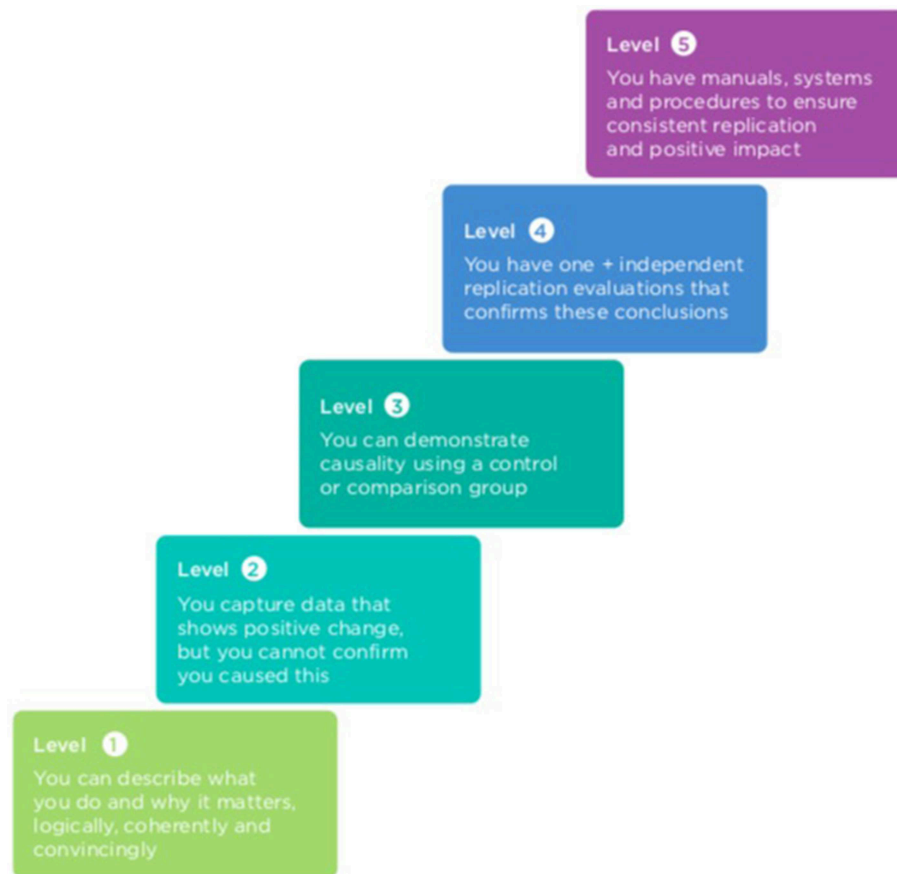 Level 5
You have manuals, systems
and procedures to ensure
consistent replication
and positive impact
Level 4
You have one + independent
replication evaluations that
confirms these conclusions
Level 3
You can demonstrate
causality using a control
or comparison group
Level 2
You capture data that
shows positive change,
but you cannot confirm
you caused this
Level 1
You can describe what
you do and why it matters,
logically, coherently and
convincingly